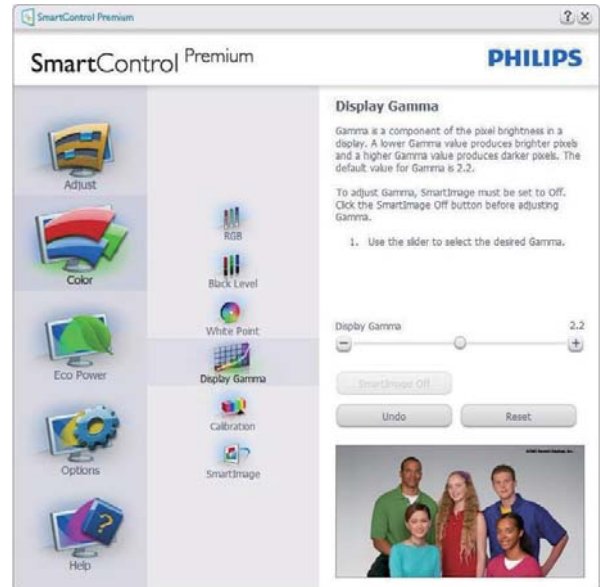 SmartControl Premium
SmartControl Premium
PHILIPS
Adjust
Color
Eco Power
Options
Help
RGB
Black Level
White Point
Display Gamma
Calibration
SmartImage
Display Gamma
Gamma is a component of the pixel brightness in a
display. A lower Gamma value produces brighter pixels
and a higher Gamma value produces darker pixels. The
default value for Gamma is 2.2.
To adjust Gamma, SmartImage must be set to Off.
Click the SmartImage Off button before adjusting
Gamma.
1. Use the slider to select the desired Gamma.
Display Gamma 2.2
SmartImage Off
Undo Reset